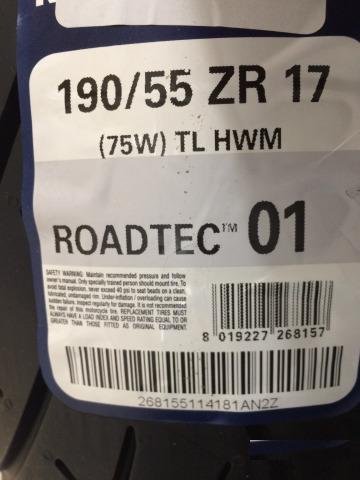 190/55 ZR 17
(75W) TL HWM
ROADTEC™ 01
SAFETY WARNING: Maintain recommended pressure and follow
owner's manual. Only specially trained person should mount tire. To
avoid fatal explosion, never exceed 40 psi to seat beads on a clean,
lubricated, undamaged rim. Under-inflation / overloading can cause
sudden blowout. Inspect regularly for damage. It is not recommended
to repair this motorcycle tire. REPLACEMENT TIRES MUST
ALWAYS HAVE A LOAD INDEX AND SPEED RATING EQUAL TO OR
GREATER THAN THOSE FITTED AS ORIGINAL EQUIPMENT.
8 019227 268157
268155114181AN2Z